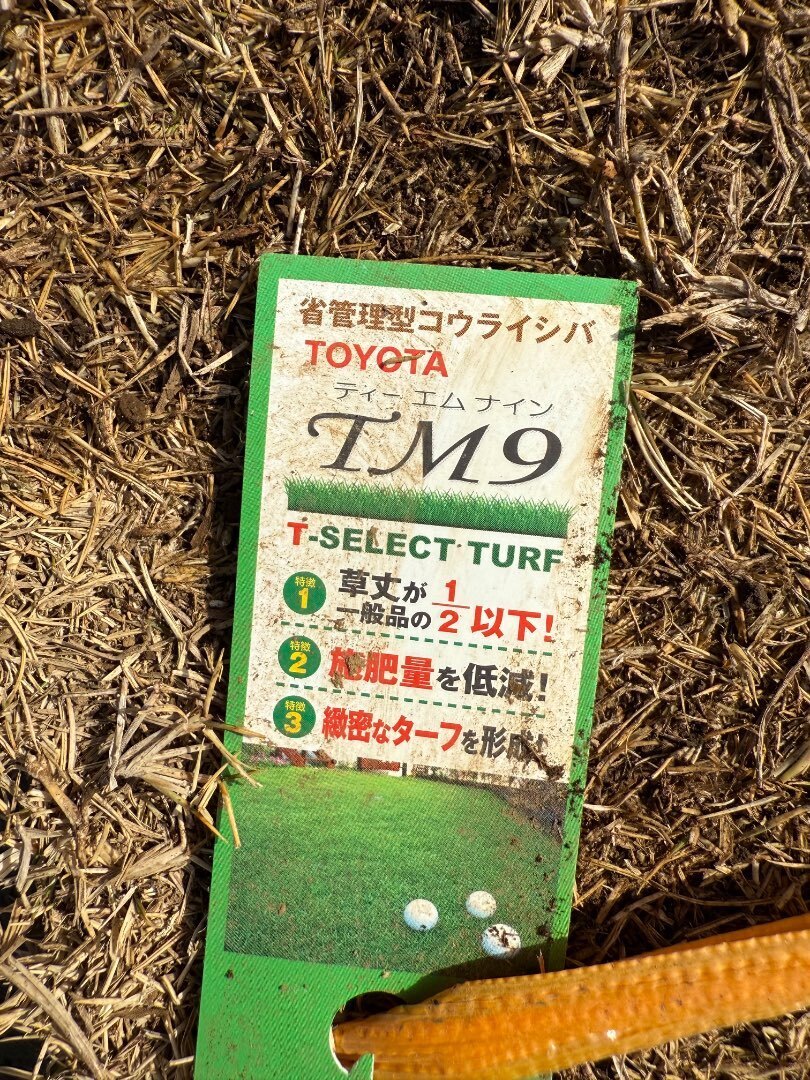 省管理型コウライシバ
TOYOTA
ティー エム ナイン
TM9
T-SELECT TURF
特徴1 草丈が
一般品の1/2以下!
特徴2 施肥量を低減!
特徴3 緻密なターフを形成!